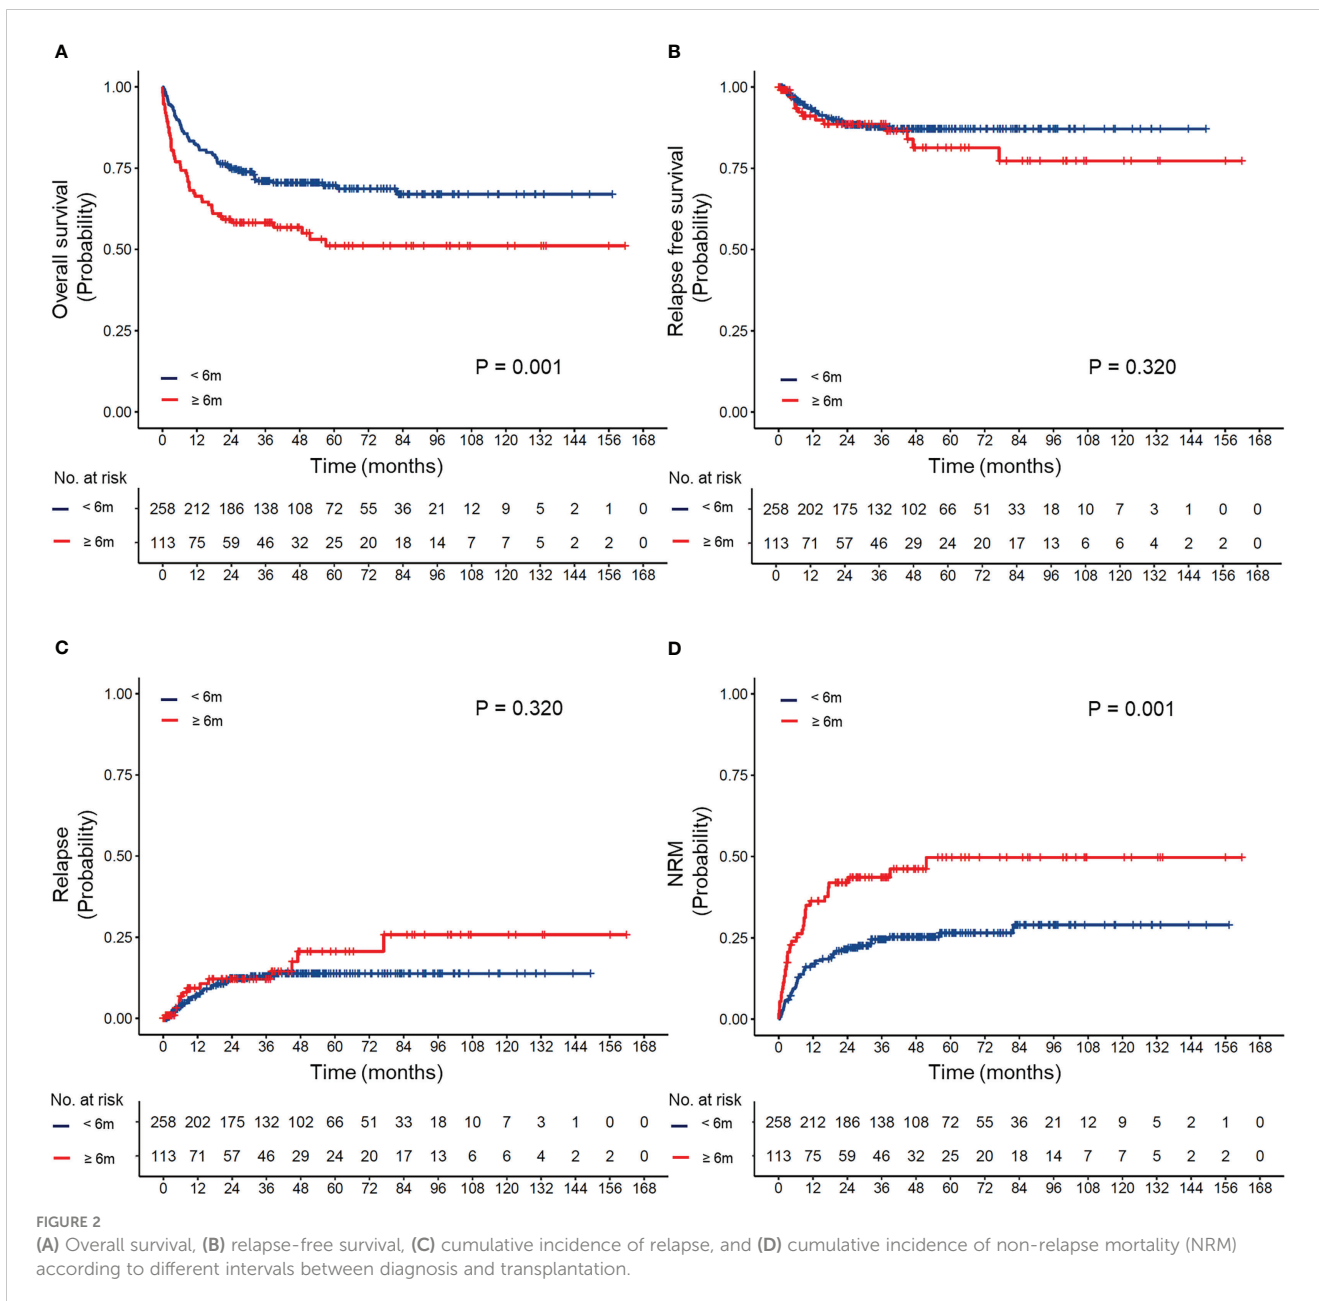 A
Overall survival
(Probability)
1.00
0.75
0.50
0.25
0.00
P = 0.001
< 6m
≥ 6m
0 12 24 36 48 60 72 84 96 108 120 132 144 156 168
Time (months)
No. at risk
< 6m 258 212 186 138 108 72 55 36 21 12 9 5 2 1 0
≥ 6m 113 75 59 46 32 25 20 18 14 7 7 5 2 2 0
0 12 24 36 48 60 72 84 96 108 120 132 144 156 168
B
Relapse free survival
(Probability)
1.00
0.75
0.50
0.25
0.00
P = 0.320
< 6m
≥ 6m
0 12 24 36 48 60 72 84 96 108 120 132 144 156 168
Time (months)
No. at risk
< 6m 258 202 175 132 102 66 51 33 18 10 7 3 1 0 0
≥ 6m 113 71 57 46 29 24 20 17 13 6 6 4 2 2 0
0 12 24 36 48 60 72 84 96 108 120 132 144 156 168
C
Relapse
(Probability)
1.00
0.75
0.50
0.25
0.00
< 6m
≥ 6m
P = 0.320
0 12 24 36 48 60 72 84 96 108 120 132 144 156 168
Time (months)
No. at risk
< 6m 258 202 175 132 102 66 51 33 18 10 7 3 1 0 0
≥ 6m 113 71 57 46 29 24 20 17 13 6 6 4 2 2 0
0 12 24 36 48 60 72 84 96 108 120 132 144 156 168
D
NRM
(Probability)
1.00
0.75
0.50
0.25
0.00
< 6m
≥ 6m
P = 0.001
0 12 24 36 48 60 72 84 96 108 120 132 144 156 168
Time (months)
No. at risk
< 6m 258 212 186 138 108 72 55 36 21 12 9 5 2 1 0
≥ 6m 113 75 59 46 32 25 20 18 14 7 7 5 2 2 0
0 12 24 36 48 60 72 84 96 108 120 132 144 156 168
FIGURE 2
(A) Overall survival, (B) relapse-free survival, (C) cumulative incidence of relapse, and (D) cumulative incidence of non-relapse mortality (NRM)
according to different intervals between diagnosis and transplantation.